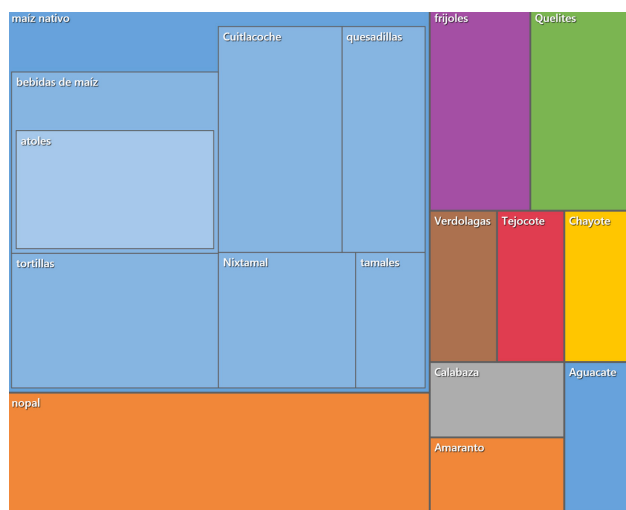 maíz nativo
Cuitlacoche
quesadillas
bebidas de maíz
atoles
tortillas
Nixtamal
tamales
nopal
frijoles
Quelites
Verdolagas
Tejocote
Chayote
Calabaza
Aguacate
Amaranto